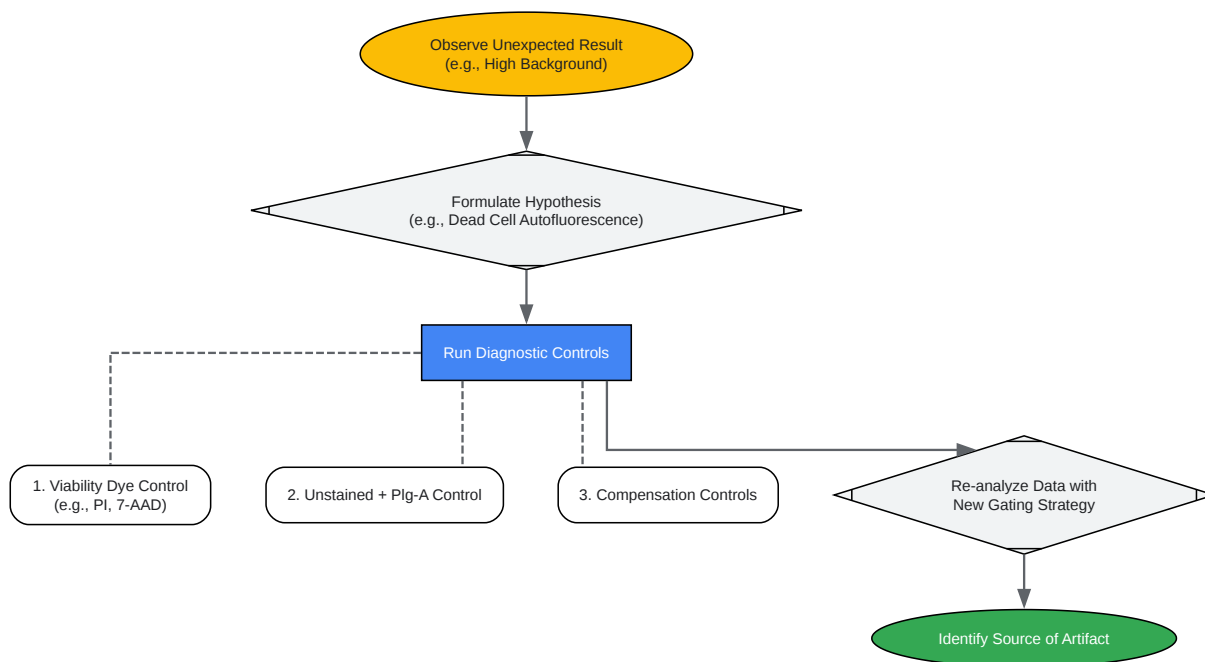 Observe Unexpected Result
(e.g., High Background)
Formulate Hypothesis
(e.g., Dead Cell Autofluorescence)
Run Diagnostic Controls
1. Viability Dye Control
(e.g., PI, 7-AAD)
2. Unstained + Plg-A Control
3. Compensation Controls
Re-analyze Data with
New Gating Strategy
Identify Source of Artifact